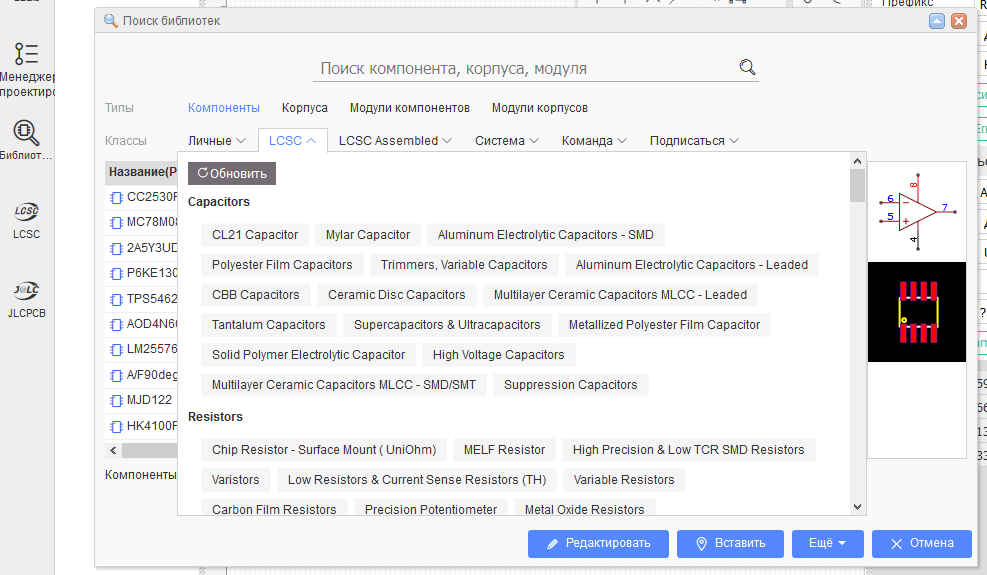 Префикс
Поиск библиотек
Менеджер
проектир
Библиот...
LCSC
LCSC
J@LC
JLCPCB
Поиск компонента, корпуса, модуля
Типы
Компоненты Корпуса Модули компонентов Модули корпусов
Классы
Личные LCSC LCSC Assembled Система Команда Подписаться
Название(P
CC2530F
MC78M08
2A5Y3UD
P6KE130
TPS5462
AOD4N60
LM25576
A/F90deg
MJD122
HK4100F
Компоненты
Обновить
Capacitors
CL21 Capacitor Mylar Capacitor Aluminum Electrolytic Capacitors - SMD
Polyester Film Capacitors Trimmers, Variable Capacitors Aluminum Electrolytic Capacitors - Leaded
CBB Capacitors Ceramic Disc Capacitors Multilayer Ceramic Capacitors MLCC - Leaded
Tantalum Capacitors Supercapacitors & Ultracapacitors Metallized Polyester Film Capacitor
Solid Polymer Electrolytic Capacitor High Voltage Capacitors
Multilayer Ceramic Capacitors MLCC - SMD/SMT Suppression Capacitors
Resistors
Chip Resistor - Surface Mount ( UniOhm) MELF Resistor High Precision & Low TCR SMD Resistors
Varistors Low Resistors & Current Sense Resistors (TH) Variable Resistors
Carbon Film Resistors Precision Potentiometer Metal Oxide Resistors
8
6
5
7
4
Редактировать Вставить Ещё Отмена